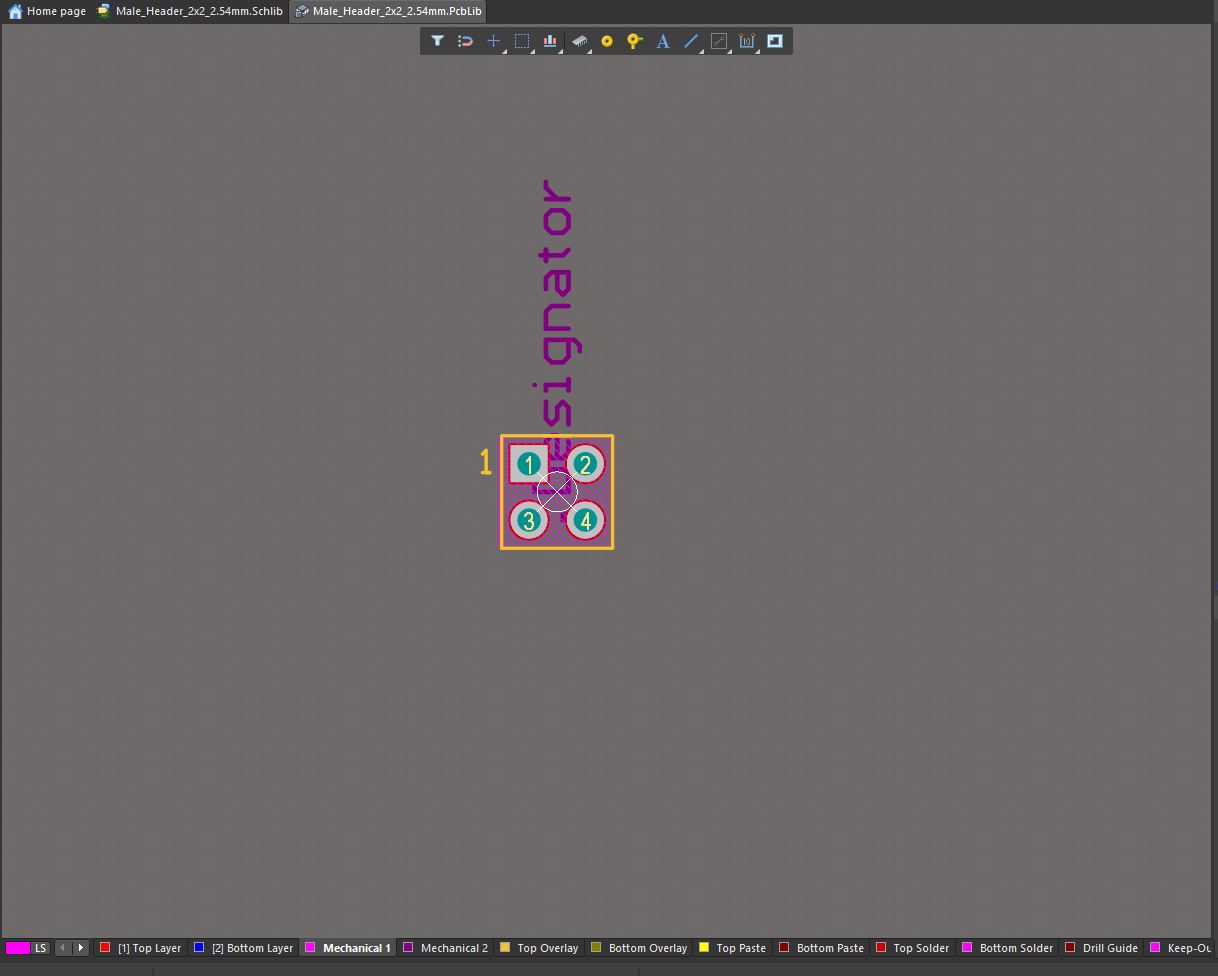 Home page Male_Header_2x2_2.54mm.Schlib Male_Header_2x2_2.54mm.PcbLib
A 10
esignator
1 1 2
3 4
LS [1] Top Layer [2] Bottom Layer Mechanical 1 Mechanical 2 Top Overlay Bottom Overlay Top Paste Bottom Paste Top Solder Bottom Solder Drill Guide Keep-Ou